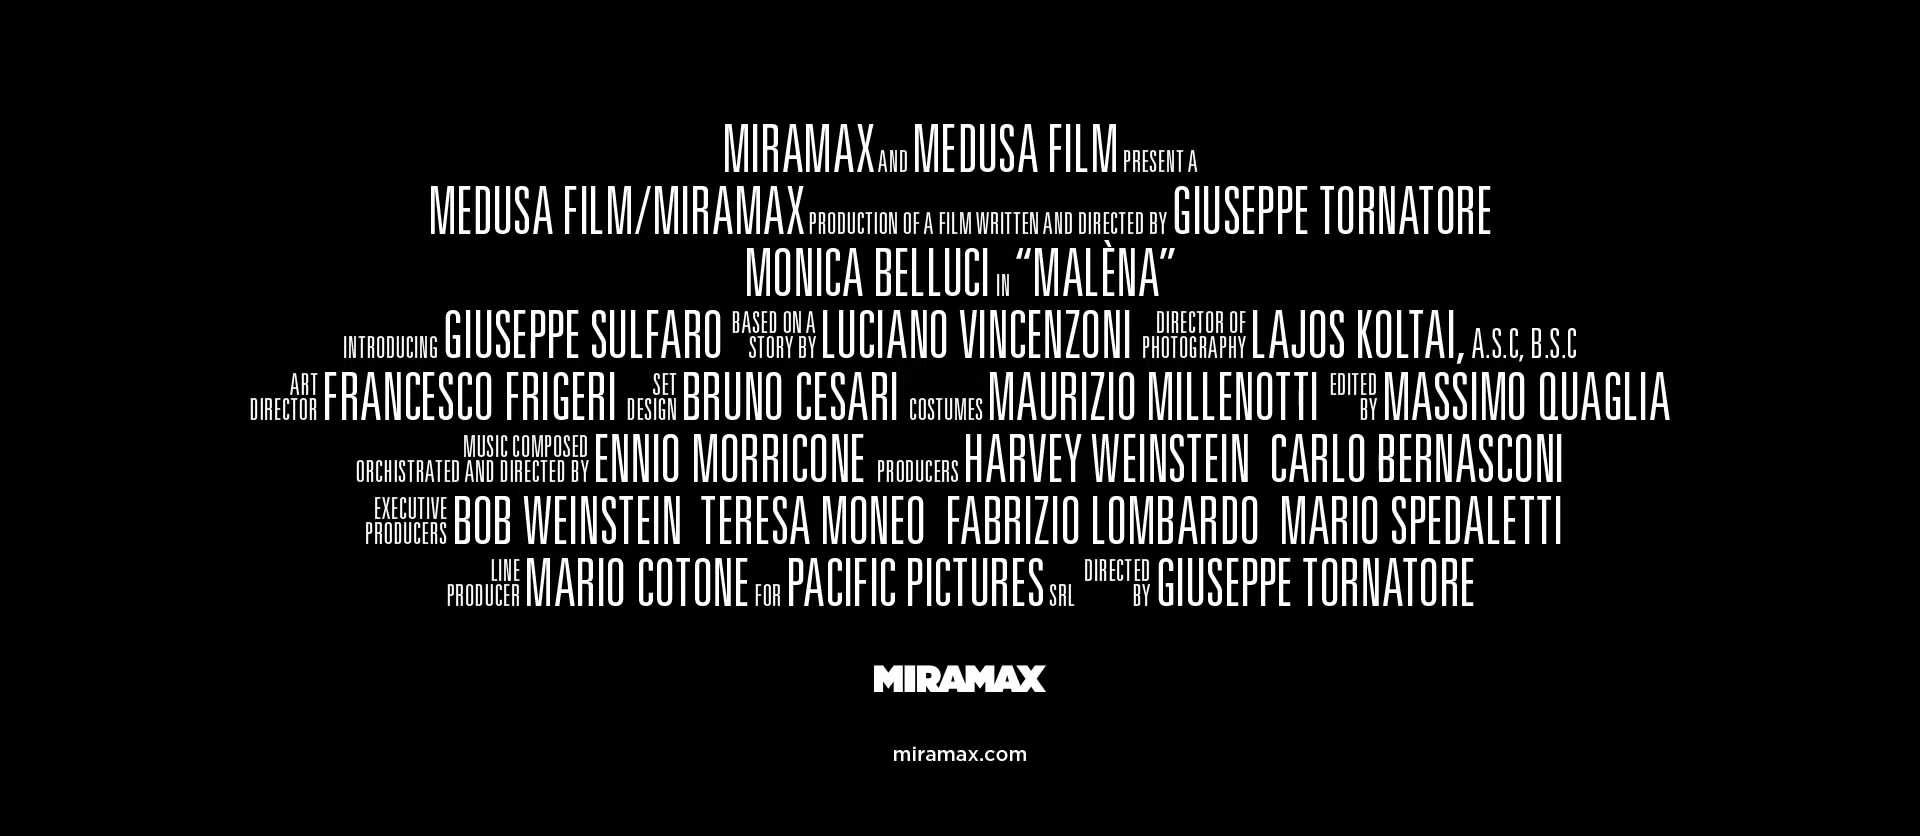 MIRAMAX AND MEDUSA FILM PRESENT A
MEDUSA FILM/MIRAMAX PRODUCTION OF A FILM WRITTEN AND DIRECTED BY GIUSEPPE TORNATORE
MONICA BELLUCI IN “MALÈNA”
INTRODUCING GIUSEPPE SULFARO BASED ON A STORY BY LUCIANO VINCENZONI DIRECTOR OF PHOTOGRAPHY LAJOS KOLTAI, A.S.C, B.S.C
ART DIRECTOR FRANCESCO FRIGERI SET DESIGN BRUNO CESARI COSTUMES MAURIZIO MILLENOTTI EDITED BY MASSIMO QUAGLIA
MUSIC COMPOSED ORCHISTRATED AND DIRECTED BY ENNIO MORRICONE PRODUCERS HARVEY WEINSTEIN CARLO BERNASCONI
EXECUTIVE PRODUCERS BOB WEINSTEIN TERESA MONEO FABRIZIO LOMBARDO MARIO SPEDALETTI
LINE PRODUCER MARIO COTONE FOR PACIFIC PICTURES SRL DIRECTED BY GIUSEPPE TORNATORE
MIRAMAX
miramax.com